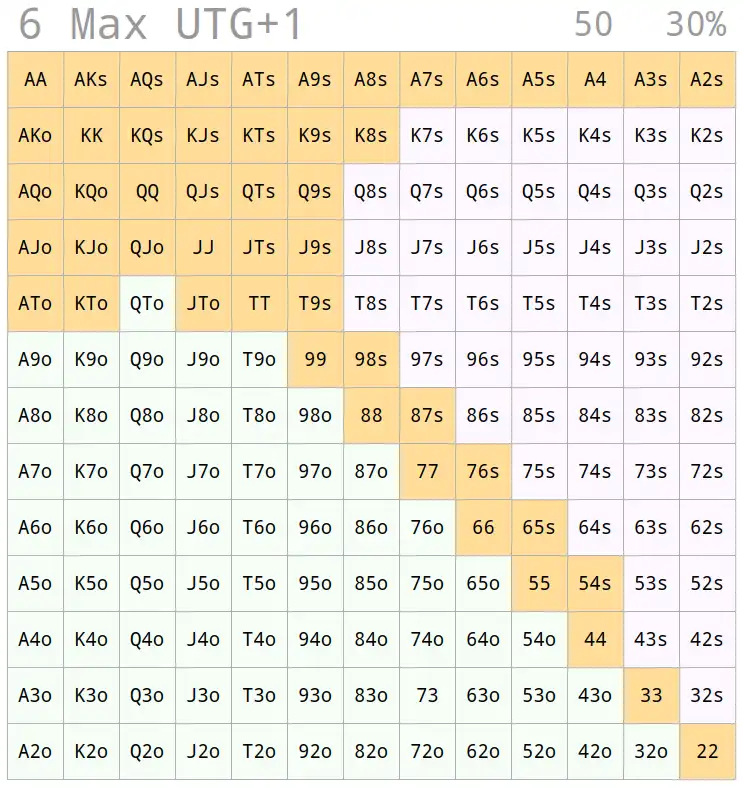 6 Max UTG+1 50 30%
AA AKs AQs AJs ATs A9s A8s A7s A6s A5s A4 A3s A2s
AKo KK KQs KJs KTs K9s K8s K7s K6s K5s K4s K3s K2s
AQo KQo QQ QJs QTs Q9s Q8s Q7s Q6s Q5s Q4s Q3s Q2s
AJo KJo QJo JJ JTs J9s J8s J7s J6s J5s J4s J3s J2s
ATo KTo QTo JTo TT T9s T8s T7s T6s T5s T4s T3s T2s
A9o K9o Q9o J9o T9o 99 98s 97s 96s 95s 94s 93s 92s
A8o K8o Q8o J8o T8o 98o 88 87s 86s 85s 84s 83s 82s
A7o K7o Q7o J7o T7o 97o 87o 77 76s 75s 74s 73s 72s
A6o K6o Q6o J6o T6o 96o 86o 76o 66 65s 64s 63s 62s
A5o K5o Q5o J5o T5o 95o 85o 75o 65o 55 54s 53s 52s
A4o K4o Q4o J4o T4o 94o 84o 74o 64o 54o 44 43s 42s
A3o K3o Q3o J3o T3o 93o 83o 73 63o 53o 43o 33 32s
A2o K2o Q2o J2o T2o 92o 82o 72o 62o 52o 42o 32o 22